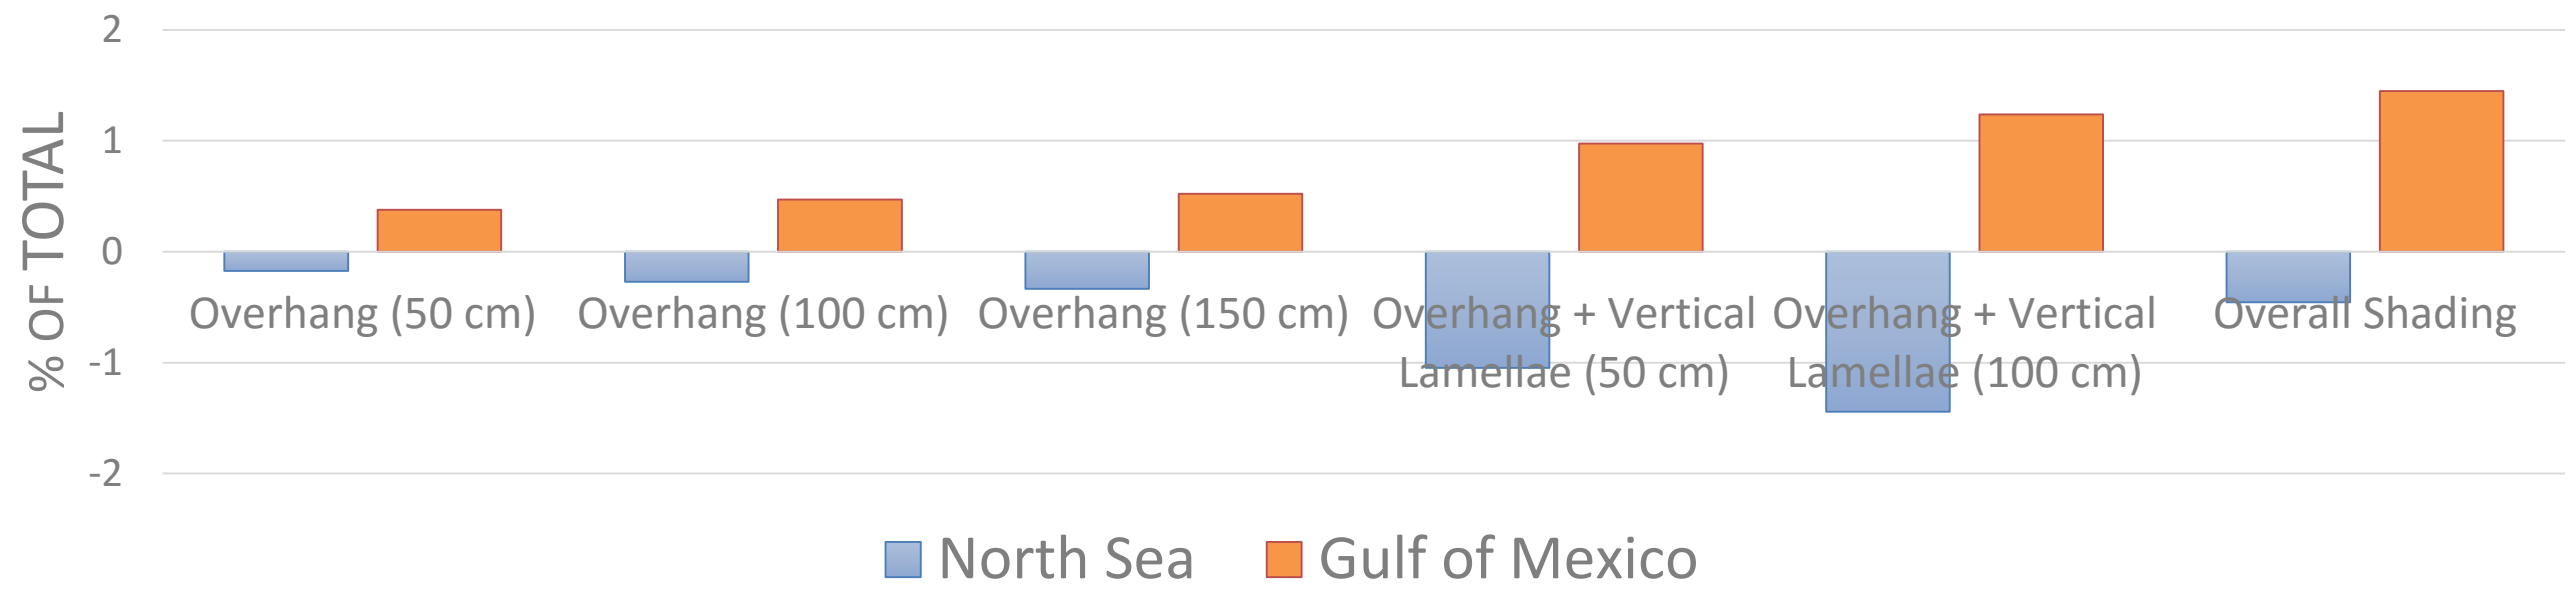 2
1
0
-1
-2
% OF TOTAL
Overhang (50 cm)
Overhang (100 cm)
Overhang (150 cm)
Overhang + Vertical
Lamellae (50 cm)
Overhang + Vertical
Lamellae (100 cm)
Overall Shading
North Sea
Gulf of Mexico